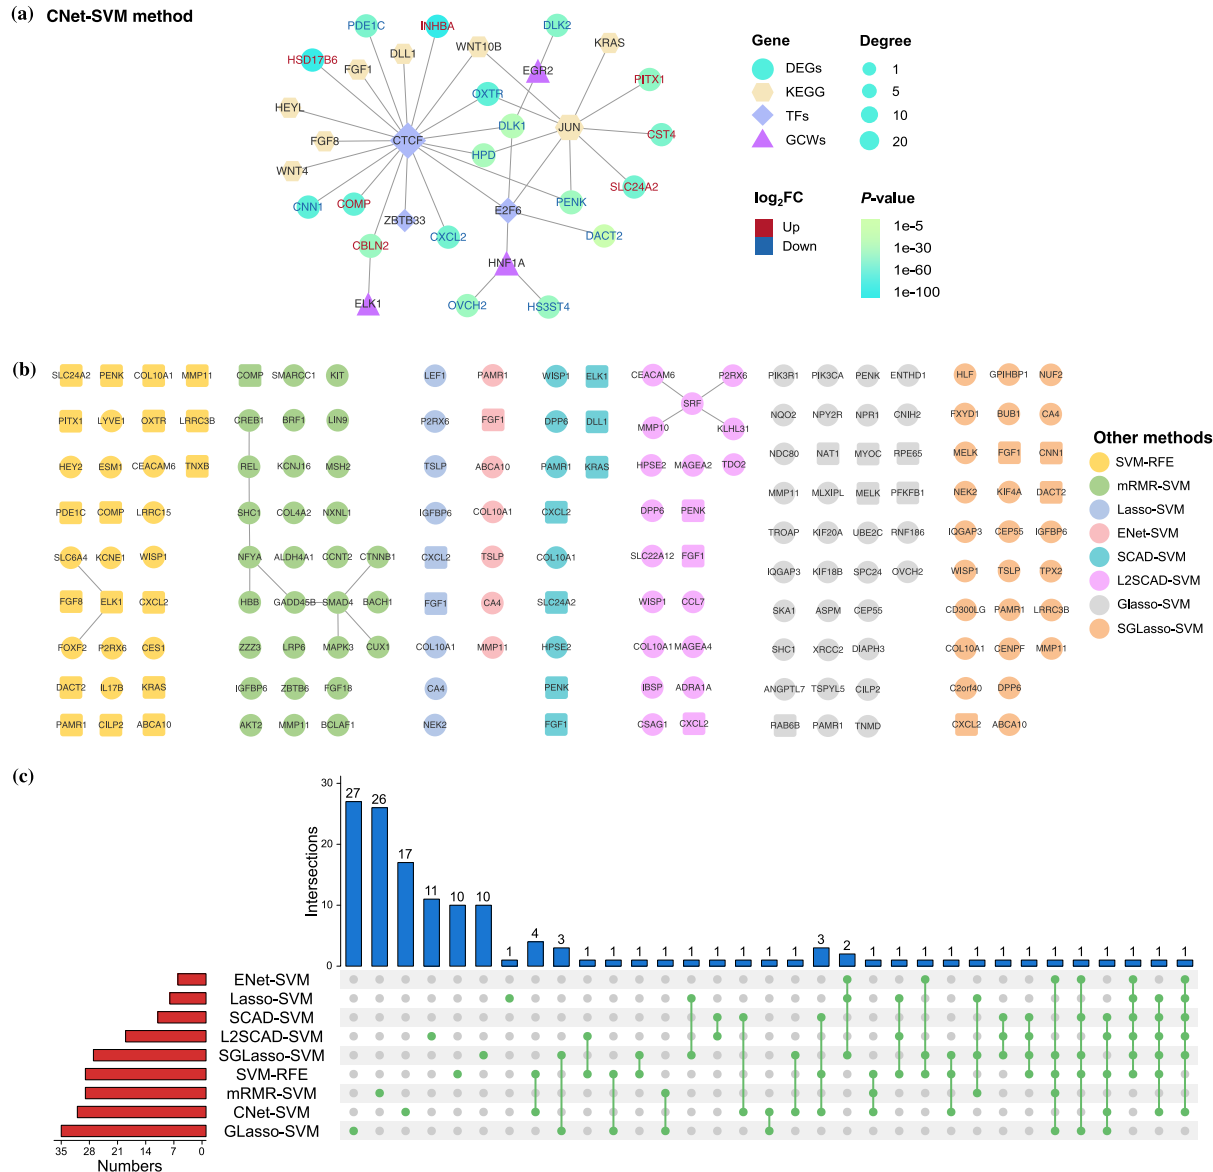 (a) CNet-SVM method
PDE1C
INHBA
DLK2
HSD17B6
DLL1
WNT10B
KRAS
FGF1
EGR2
PITX1
HEYL
OXTR
FGF8
CTCF
DLK1
JUN
CST4
HPD
WNT4
SLC24A2
CNN1
COMP
PENK
ZBTB33
E2F6
CXCL2
DACT2
CBLN2
HNF1A
ELK1
OVCH2
HS3ST4
Gene
DEGs
KEGG
TFs
GCWs
Degree
1
5
10
20
log2FC
Up
Down
P-value
1e-5
1e-30
1e-60
1e-100
(b)
SLC24A2 PENK COL10A1 MMP11
PITX1 LYVE1 OXTR LRRC3B
HEY2 ESM1 CEACAM6 TNXB
PDE1C COMP LRRC15
SLC6A4 KCNE1 WISP1
FGF8 ELK1 CXCL2
FOXF2 P2RX6 CES1
DACT2 IL17B KRAS
PAMR1 CILP2 ABCA10
COMP SMARCC1 KIT
CREB1 BRF1 LIN9
REL KCNJ16 MSH2
SHC1 COL4A2 NXNL1
NFYA ALDH4A1 CCNT2 CTNNB1
HBB GADD45B SMAD4 BACH1
ZZZ3 LRP6 MAPK3 CUX1
IGFBP6 ZBTB6 FGF18
AKT2 MMP11 BCLAF1
LEF1
P2RX6
TSLP
IGFBP6
CXCL2
FGF1
COL10A1
CA4
NEK2
PAMR1
FGF1
ABCA10
COL10A1
TSLP
CA4
MMP11
WISP1 ELK1
DPP6 DLL1
PAMR1 KRAS
CXCL2
COL10A1
SLC24A2
HPSE2
PENK
FGF1
CEACAM6 P2RX6
SRF
MMP10 KLHL31
HPSE2 MAGEA2 TDO2
DPP6 PENK
SLC22A12 FGF1
WISP1 CCL7
COL10A1 MAGEA4
IBSP ADRA1A
CSAG1 CXCL2
PIK3R1 PIK3CA PENK ENTHD1
NQO2 NPY2R NPR1 CNIH2
NDC80 NAT1 MYOC RPE65
MMP11 MLXIPL MELK PFKFB1
TROAP KIF20A UBE2C RNF186
IQGAP3 KIF18B SPC24 OVCH2
SKA1 ASPM CEP55
SHC1 XRCC2 DIAPH3
ANGPTL7 TSPYL5 CILP2
RAB6B PAMR1 TNMD
HLF GPIHBP1 NUF2
FXYD1 BUB1 CA4
MELK FGF1 CNN1
NEK2 KIF4A DACT2
IQGAP3 CEP55 IGFBP6
WISP1 TSLP TPX2
CD300LG PAMR1 LRRC3B
COL10A1 CENPF MMP11
C2orf40 DPP6
CXCL2 ABCA10
Other methods
SVM-RFE
mRMR-SVM
Lasso-SVM
ENet-SVM
SCAD-SVM
L2SCAD-SVM
Glasso-SVM
SGLasso-SVM
(c)
Intersections
30
20
10
0
27 26 17 11 10 10 1 4 3 1 1 1 1 1 1 1 1 1 3 2 1 1 1 1 1 1 1 1 1 1 1 1 1
ENet-SVM
Lasso-SVM
SCAD-SVM
L2SCAD-SVM
SGLasso-SVM
SVM-RFE
mRMR-SVM
CNet-SVM
GLasso-SVM
35 28 21 14 7 0
Numbers